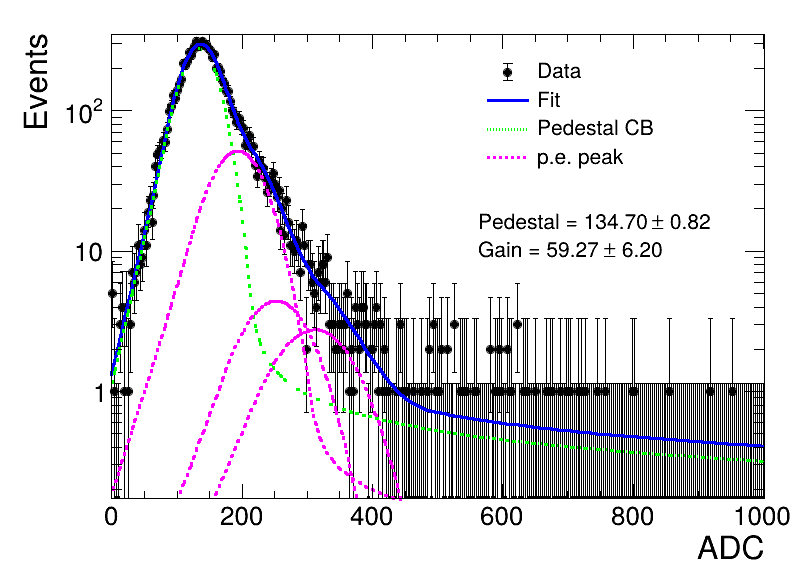 Events
10²
10
1
Data
Fit
Pedestal CB
p.e. peak
Pedestal = 134.70 ± 0.82
Gain = 59.27 ± 6.20
0 200 400 600 800 1000
ADC